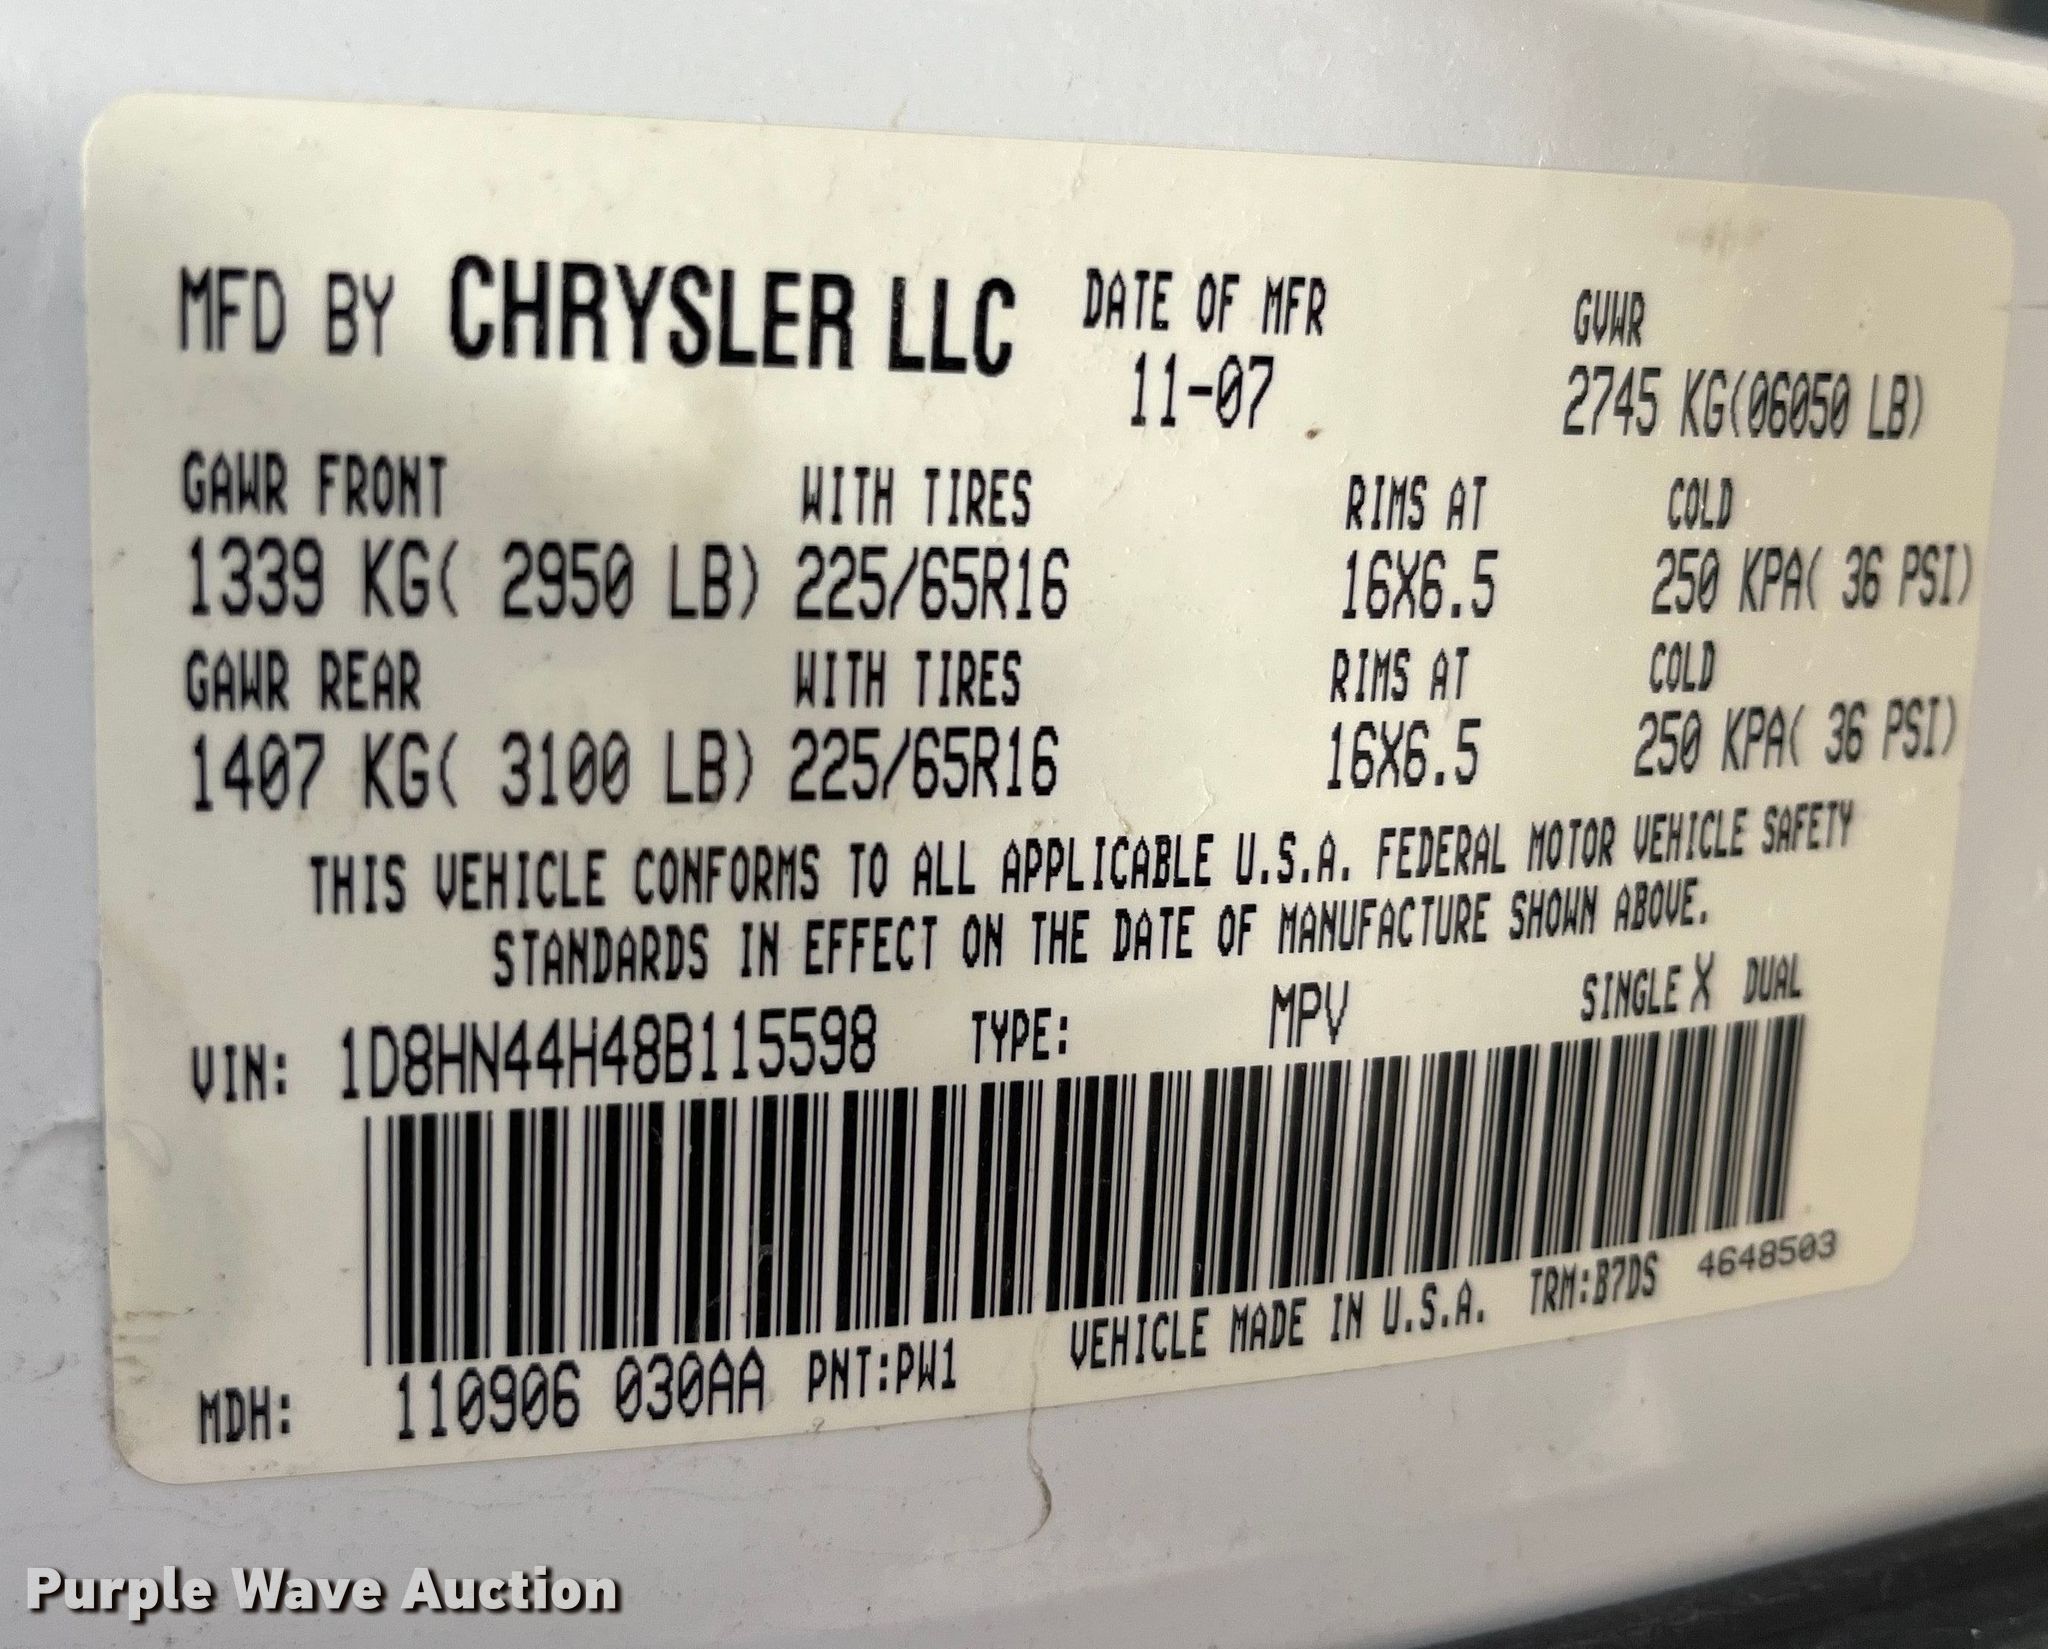 MFD BY CHRYSLER LLC DATE OF MFR GVWR
11-07 2745 KG(06050 LB)
GAWR FRONT WITH TIRES RIMS AT COLD
1339 KG( 2950 LB) 225/65R16 16X6.5 250 KPA( 36 PSI)
GAWR REAR WITH TIRES RIMS AT COLD
1407 KG( 3100 LB) 225/65R16 16X6.5 250 KPA( 36 PSI)
THIS VEHICLE CONFORMS TO ALL APPLICABLE U.S.A. FEDERAL MOTOR VEHICLE SAFETY
STANDARDS IN EFFECT ON THE DATE OF MANUFACTURE SHOWN ABOVE.
VIN: 1D8HN44H48B115598 TYPE: MPV SINGLE X DUAL
MDH: 110906 030AA PNT:PW1 VEHICLE MADE IN U.S.A. TRM:B7DS 4648503
Purple Wave Auction